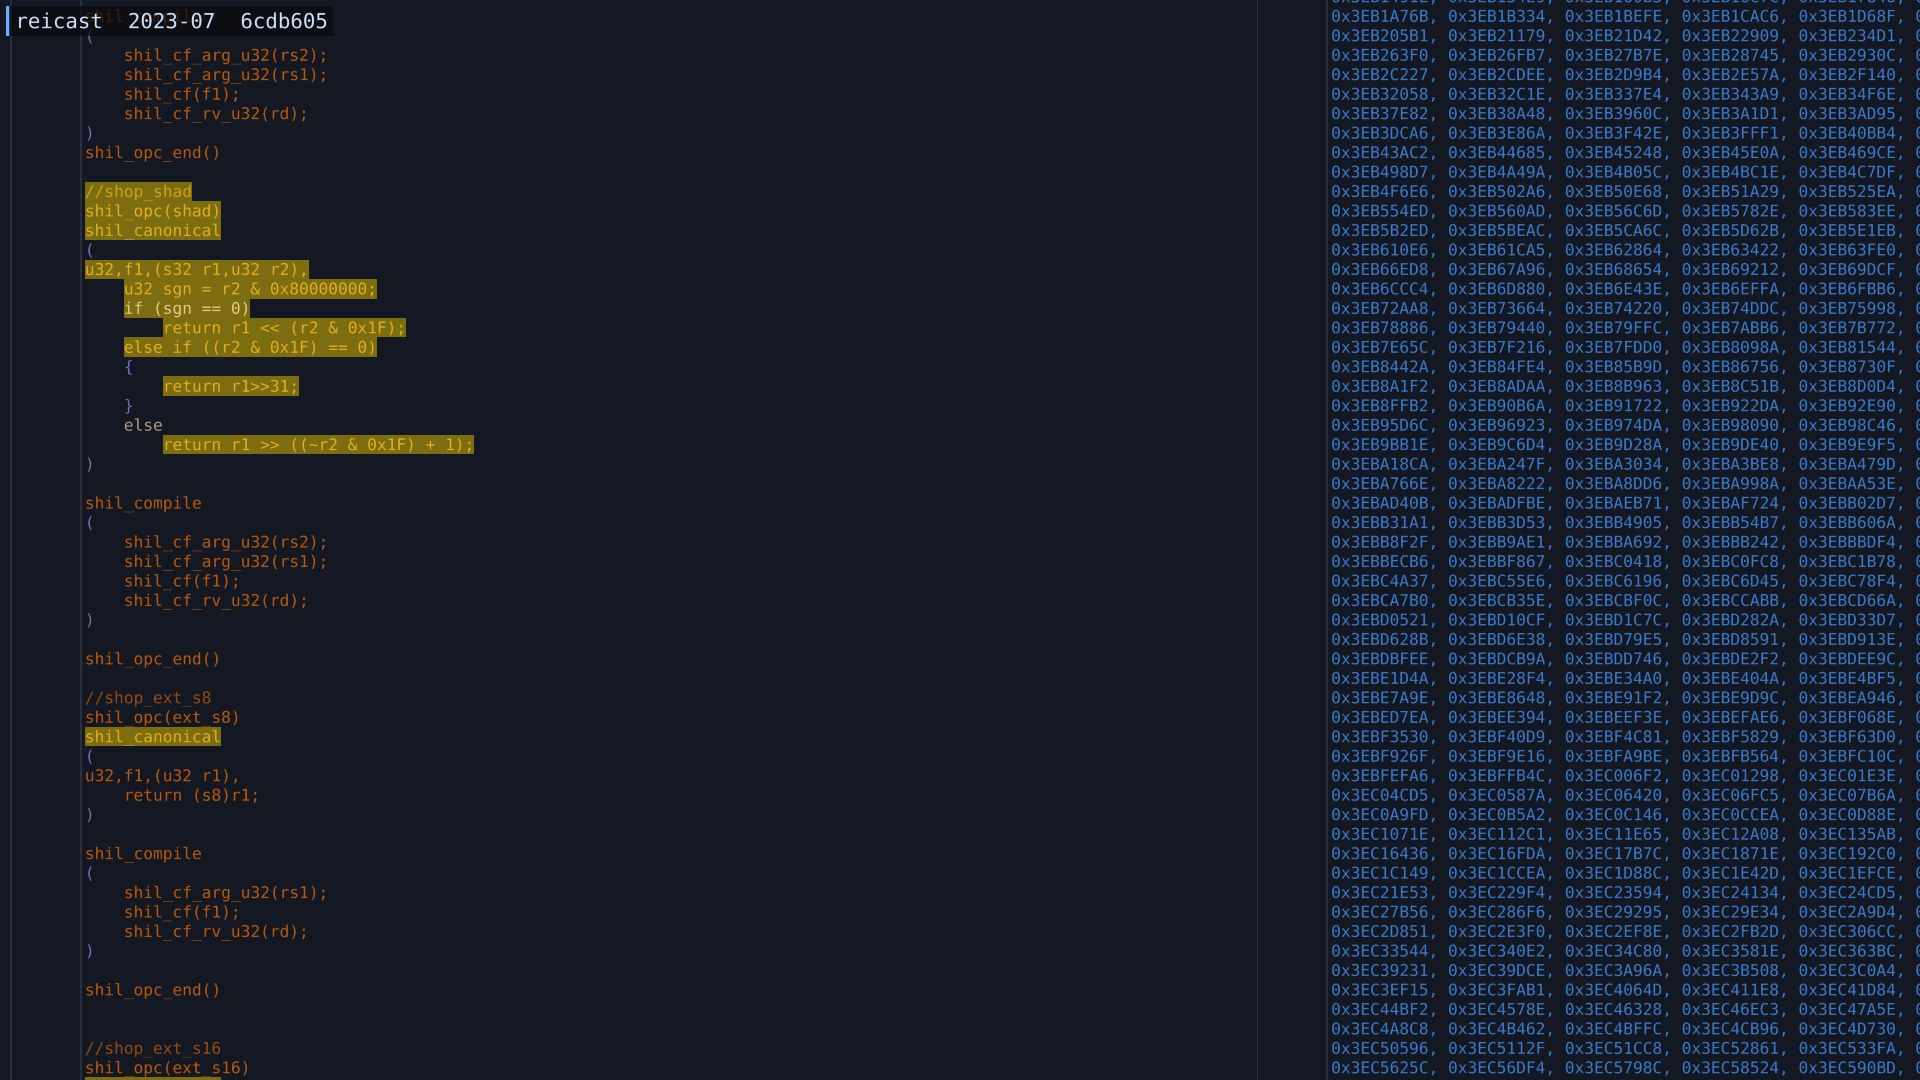 reicast 2023-07 6cdb605
(
shil_cf_arg_u32(rs2);
shil_cf_arg_u32(rs1);
shil_cf(f1);
shil_cf_rv_u32(rd);
)
shil_opc_end()
//shop_shad
shil_opc(shad)
shil_canonical
(
u32,f1,(s32 r1,u32 r2),
u32 sgn = r2 & 0x80000000;
if (sgn == 0)
return r1 << (r2 & 0x1F);
else if ((r2 & 0x1F) == 0)
{
return r1>>31;
}
else
return r1 >> ((~r2 & 0x1F) + 1);
)
shil_compile
(
shil_cf_arg_u32(rs2);
shil_cf_arg_u32(rs1);
shil_cf(f1);
shil_cf_rv_u32(rd);
)
shil_opc_end()
//shop_ext_s8
shil_opc(ext_s8)
shil_canonical
(
u32,f1,(u32 r1),
return (s8)r1;
)
shil_compile
(
shil_cf_arg_u32(rs1);
shil_cf(f1);
shil_cf_rv_u32(rd);
)
shil_opc_end()
//shop_ext_s16
shil_opc(ext_s16)
0x3EB1A76B, 0x3EB1B334, 0x3EB1BEFE, 0x3EB1CAC6, 0x3EB1D68F,
0x3EB205B1, 0x3EB21179, 0x3EB21D42, 0x3EB22909, 0x3EB234D1,
0x3EB263F0, 0x3EB26FB7, 0x3EB27B7E, 0x3EB28745, 0x3EB2930C,
0x3EB2C227, 0x3EB2CDEE, 0x3EB2D9B4, 0x3EB2E57A, 0x3EB2F140,
0x3EB32058, 0x3EB32C1E, 0x3EB337E4, 0x3EB343A9, 0x3EB34F6E,
0x3EB37E82, 0x3EB38A48, 0x3EB3960C, 0x3EB3A1D1, 0x3EB3AD95,
0x3EB3DCA6, 0x3EB3E86A, 0x3EB3F42E, 0x3EB3FFF1, 0x3EB40BB4,
0x3EB43AC2, 0x3EB44685, 0x3EB45248, 0x3EB45E0A, 0x3EB469CE,
0x3EB498D7, 0x3EB4A49A, 0x3EB4B05C, 0x3EB4BC1E, 0x3EB4C7DF,
0x3EB4F6E6, 0x3EB502A6, 0x3EB50E68, 0x3EB51A29, 0x3EB525EA,
0x3EB554ED, 0x3EB560AD, 0x3EB56C6D, 0x3EB5782E, 0x3EB583EE,
0x3EB5B2ED, 0x3EB5BEAC, 0x3EB5CA6C, 0x3EB5D62B, 0x3EB5E1EB,
0x3EB610E6, 0x3EB61CA5, 0x3EB62864, 0x3EB63422, 0x3EB63FE0,
0x3EB66ED8, 0x3EB67A96, 0x3EB68654, 0x3EB69212, 0x3EB69DCF,
0x3EB6CCC4, 0x3EB6D880, 0x3EB6E43E, 0x3EB6EFFA, 0x3EB6FBB6,
0x3EB72AA8, 0x3EB73664, 0x3EB74220, 0x3EB74DDC, 0x3EB75998,
0x3EB78886, 0x3EB79440, 0x3EB79FFC, 0x3EB7ABB6, 0x3EB7B772,
0x3EB7E65C, 0x3EB7F216, 0x3EB7FDD0, 0x3EB8098A, 0x3EB81544,
0x3EB8442A, 0x3EB84FE4, 0x3EB85B9D, 0x3EB86756, 0x3EB8730F,
0x3EB8A1F2, 0x3EB8ADAA, 0x3EB8B963, 0x3EB8C51B, 0x3EB8D0D4,
0x3EB8FFB2, 0x3EB90B6A, 0x3EB91722, 0x3EB922DA, 0x3EB92E90,
0x3EB95D6C, 0x3EB96923, 0x3EB974DA, 0x3EB98090, 0x3EB98C46,
0x3EB9BB1E, 0x3EB9C6D4, 0x3EB9D28A, 0x3EB9DE40, 0x3EB9E9F5,
0x3EBA18CA, 0x3EBA247F, 0x3EBA3034, 0x3EBA3BE8, 0x3EBA479D,
0x3EBA766E, 0x3EBA8222, 0x3EBA8DD6, 0x3EBA998A, 0x3EBAA53E,
0x3EBAD40B, 0x3EBADFBE, 0x3EBAEB71, 0x3EBAF724, 0x3EBB02D7,
0x3EBB31A1, 0x3EBB3D53, 0x3EBB4905, 0x3EBB54B7, 0x3EBB606A,
0x3EBB8F2F, 0x3EBB9AE1, 0x3EBBA692, 0x3EBBB242, 0x3EBBBDF4,
0x3EBBECB6, 0x3EBBF867, 0x3EBC0418, 0x3EBC0FC8, 0x3EBC1B78,
0x3EBC4A37, 0x3EBC55E6, 0x3EBC6196, 0x3EBC6D45, 0x3EBC78F4,
0x3EBCA7B0, 0x3EBCB35E, 0x3EBCBF0C, 0x3EBCCABB, 0x3EBCD66A,
0x3EBD0521, 0x3EBD10CF, 0x3EBD1C7C, 0x3EBD282A, 0x3EBD33D7,
0x3EBD628B, 0x3EBD6E38, 0x3EBD79E5, 0x3EBD8591, 0x3EBD913E,
0x3EBDBFEE, 0x3EBDCB9A, 0x3EBDD746, 0x3EBDE2F2, 0x3EBDEE9C,
0x3EBE1D4A, 0x3EBE28F4, 0x3EBE34A0, 0x3EBE404A, 0x3EBE4BF5,
0x3EBE7A9E, 0x3EBE8648, 0x3EBE91F2, 0x3EBE9D9C, 0x3EBEA946,
0x3EBED7EA, 0x3EBEE394, 0x3EBEEF3E, 0x3EBEFAE6, 0x3EBF068E,
0x3EBF3530, 0x3EBF40D9, 0x3EBF4C81, 0x3EBF5829, 0x3EBF63D0,
0x3EBF926F, 0x3EBF9E16, 0x3EBFA9BE, 0x3EBFB564, 0x3EBFC10C,
0x3EBFEFA6, 0x3EBFFB4C, 0x3EC006F2, 0x3EC01298, 0x3EC01E3E,
0x3EC04CD5, 0x3EC0587A, 0x3EC06420, 0x3EC06FC5, 0x3EC07B6A,
0x3EC0A9FD, 0x3EC0B5A2, 0x3EC0C146, 0x3EC0CCEA, 0x3EC0D88E,
0x3EC1071E, 0x3EC112C1, 0x3EC11E65, 0x3EC12A08, 0x3EC135AB,
0x3EC16436, 0x3EC16FDA, 0x3EC17B7C, 0x3EC1871E, 0x3EC192C0,
0x3EC1C149, 0x3EC1CCEA, 0x3EC1D88C, 0x3EC1E42D, 0x3EC1EFCE,
0x3EC21E53, 0x3EC229F4, 0x3EC23594, 0x3EC24134, 0x3EC24CD5,
0x3EC27B56, 0x3EC286F6, 0x3EC29295, 0x3EC29E34, 0x3EC2A9D4,
0x3EC2D851, 0x3EC2E3F0, 0x3EC2EF8E, 0x3EC2FB2D, 0x3EC306CC,
0x3EC33544, 0x3EC340E2, 0x3EC34C80, 0x3EC3581E, 0x3EC363BC,
0x3EC39231, 0x3EC39DCE, 0x3EC3A96A, 0x3EC3B508, 0x3EC3C0A4,
0x3EC3EF15, 0x3EC3FAB1, 0x3EC4064D, 0x3EC411E8, 0x3EC41D84,
0x3EC44BF2, 0x3EC4578E, 0x3EC46328, 0x3EC46EC3, 0x3EC47A5E,
0x3EC4A8C8, 0x3EC4B462, 0x3EC4BFFC, 0x3EC4CB96, 0x3EC4D730,
0x3EC50596, 0x3EC5112F, 0x3EC51CC8, 0x3EC52861, 0x3EC533FA,
0x3EC5625C, 0x3EC56DF4, 0x3EC5798C, 0x3EC58524, 0x3EC590BD,